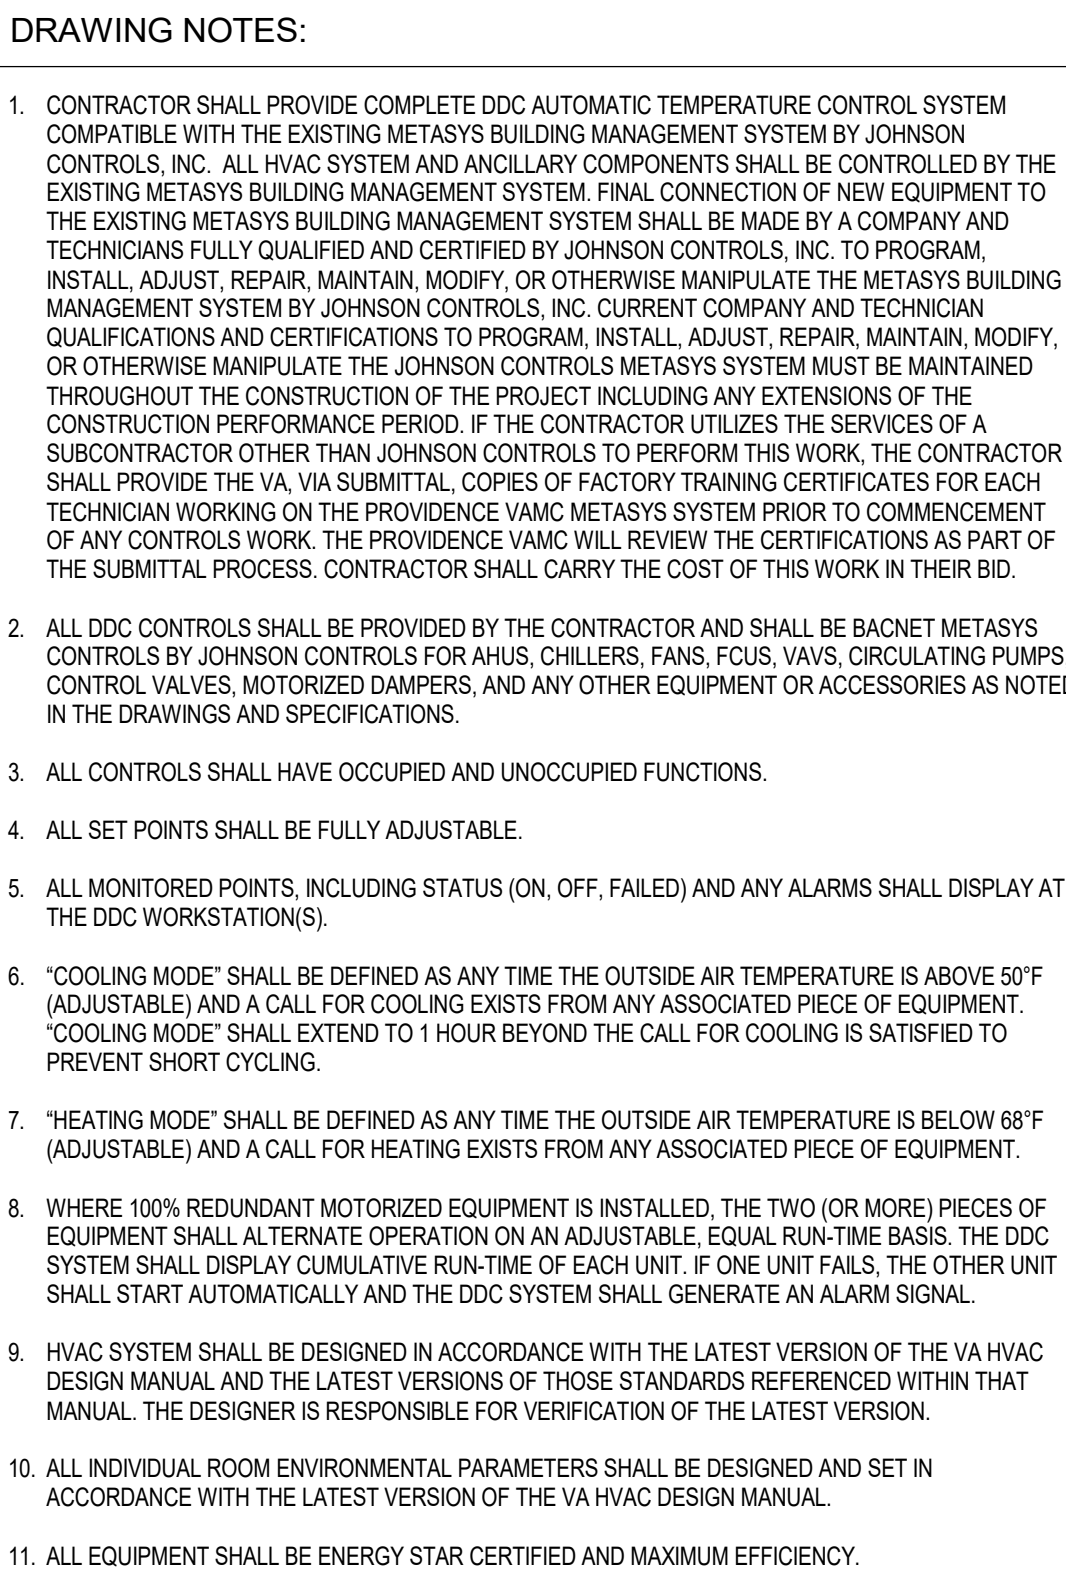 DRAWING NOTES:
1. CONTRACTOR SHALL PROVIDE COMPLETE DDC AUTOMATIC TEMPERATURE CONTROL SYSTEM
COMPATIBLE WITH THE EXISTING METASYS BUILDING MANAGEMENT SYSTEM BY JOHNSON
CONTROLS, INC. ALL HVAC SYSTEM AND ANCILLARY COMPONENTS SHALL BE CONTROLLED BY THE
EXISTING METASYS BUILDING MANAGEMENT SYSTEM. FINAL CONNECTION OF NEW EQUIPMENT TO
THE EXISTING METASYS BUILDING MANAGEMENT SYSTEM SHALL BE MADE BY A COMPANY AND
TECHNICIANS FULLY QUALIFIED AND CERTIFIED BY JOHNSON CONTROLS, INC. TO PROGRAM,
INSTALL, ADJUST, REPAIR, MAINTAIN, MODIFY, OR OTHERWISE MANIPULATE THE METASYS BUILDING
MANAGEMENT SYSTEM BY JOHNSON CONTROLS, INC. CURRENT COMPANY AND TECHNICIAN
QUALIFICATIONS AND CERTIFICATIONS TO PROGRAM, INSTALL, ADJUST, REPAIR, MAINTAIN, MODIFY,
OR OTHERWISE MANIPULATE THE JOHNSON CONTROLS METASYS SYSTEM MUST BE MAINTAINED
THROUGHOUT THE CONSTRUCTION OF THE PROJECT INCLUDING ANY EXTENSIONS OF THE
CONSTRUCTION PERFORMANCE PERIOD. IF THE CONTRACTOR UTILIZES THE SERVICES OF A
SUBCONTRACTOR OTHER THAN JOHNSON CONTROLS TO PERFORM THIS WORK, THE CONTRACTOR
SHALL PROVIDE THE VA, VIA SUBMITTAL, COPIES OF FACTORY TRAINING CERTIFICATES FOR EACH
TECHNICIAN WORKING ON THE PROVIDENCE VAMC METASYS SYSTEM PRIOR TO COMMENCEMENT
OF ANY CONTROLS WORK. THE PROVIDENCE VAMC WILL REVIEW THE CERTIFICATIONS AS PART OF
THE SUBMITTAL PROCESS. CONTRACTOR SHALL CARRY THE COST OF THIS WORK IN THEIR BID.
2. ALL DDC CONTROLS SHALL BE PROVIDED BY THE CONTRACTOR AND SHALL BE BACNET METASYS
CONTROLS BY JOHNSON CONTROLS FOR AHUS, CHILLERS, FANS, FCUS, VAVS, CIRCULATING PUMPS,
CONTROL VALVES, MOTORIZED DAMPERS, AND ANY OTHER EQUIPMENT OR ACCESSORIES AS NOTED
IN THE DRAWINGS AND SPECIFICATIONS.
3. ALL CONTROLS SHALL HAVE OCCUPIED AND UNOCCUPIED FUNCTIONS.
4. ALL SET POINTS SHALL BE FULLY ADJUSTABLE.
5. ALL MONITORED POINTS, INCLUDING STATUS (ON, OFF, FAILED) AND ANY ALARMS SHALL DISPLAY AT
THE DDC WORKSTATION(S).
6. “COOLING MODE” SHALL BE DEFINED AS ANY TIME THE OUTSIDE AIR TEMPERATURE IS ABOVE 50°F
(ADJUSTABLE) AND A CALL FOR COOLING EXISTS FROM ANY ASSOCIATED PIECE OF EQUIPMENT.
“COOLING MODE” SHALL EXTEND TO 1 HOUR BEYOND THE CALL FOR COOLING IS SATISFIED TO
PREVENT SHORT CYCLING.
7. “HEATING MODE” SHALL BE DEFINED AS ANY TIME THE OUTSIDE AIR TEMPERATURE IS BELOW 68°F
(ADJUSTABLE) AND A CALL FOR HEATING EXISTS FROM ANY ASSOCIATED PIECE OF EQUIPMENT.
8. WHERE 100% REDUNDANT MOTORIZED EQUIPMENT IS INSTALLED, THE TWO (OR MORE) PIECES OF
EQUIPMENT SHALL ALTERNATE OPERATION ON AN ADJUSTABLE, EQUAL RUN-TIME BASIS. THE DDC
SYSTEM SHALL DISPLAY CUMULATIVE RUN-TIME OF EACH UNIT. IF ONE UNIT FAILS, THE OTHER UNIT
SHALL START AUTOMATICALLY AND THE DDC SYSTEM SHALL GENERATE AN ALARM SIGNAL.
9. HVAC SYSTEM SHALL BE DESIGNED IN ACCORDANCE WITH THE LATEST VERSION OF THE VA HVAC
DESIGN MANUAL AND THE LATEST VERSIONS OF THOSE STANDARDS REFERENCED WITHIN THAT
MANUAL. THE DESIGNER IS RESPONSIBLE FOR VERIFICATION OF THE LATEST VERSION.
10. ALL INDIVIDUAL ROOM ENVIRONMENTAL PARAMETERS SHALL BE DESIGNED AND SET IN
ACCORDANCE WITH THE LATEST VERSION OF THE VA HVAC DESIGN MANUAL.
11. ALL EQUIPMENT SHALL BE ENERGY STAR CERTIFIED AND MAXIMUM EFFICIENCY.